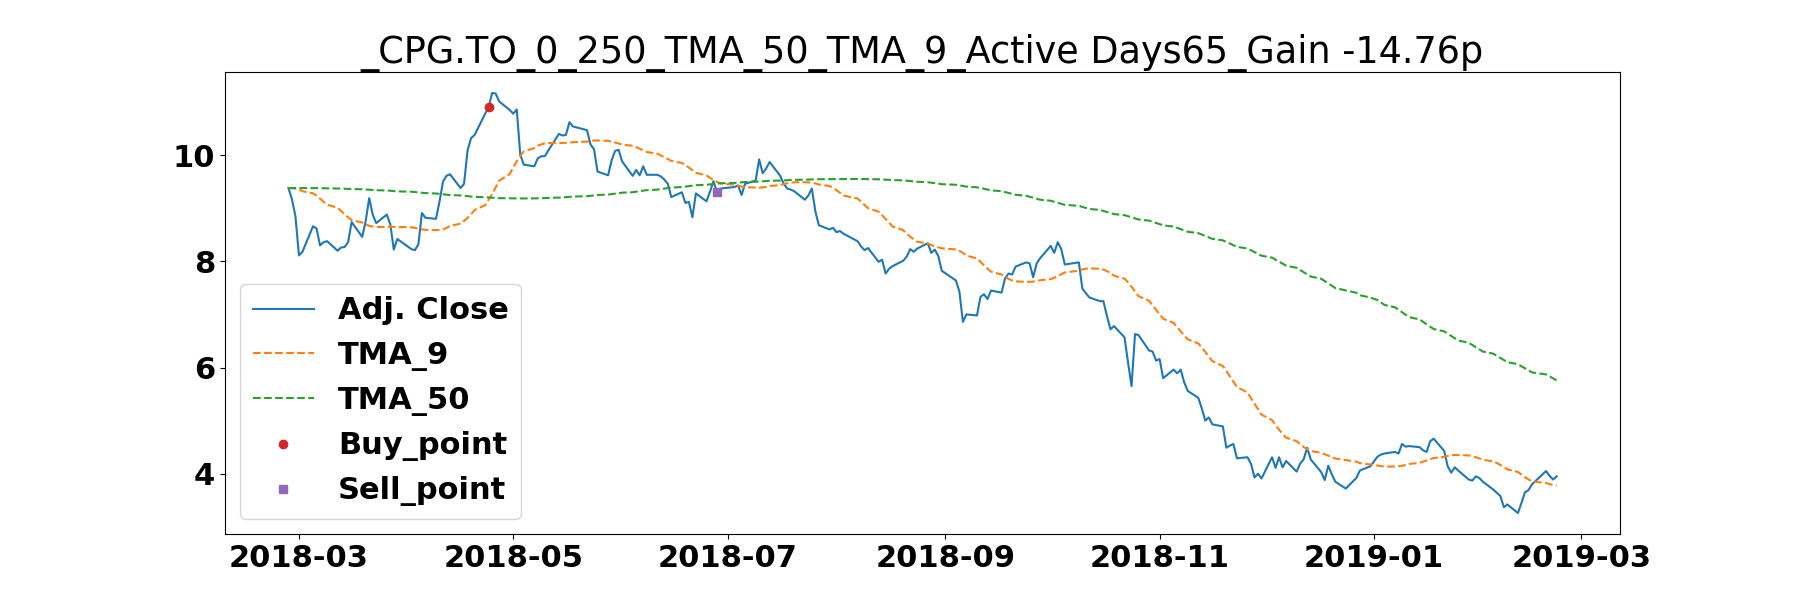 _CPG.TO_0_250_TMA_50_TMA_9_Active Days65_Gain -14.76p
10
8
6
4
Adj. Close
TMA_9
TMA_50
Buy_point
Sell_point
2018-03 2018-05 2018-07 2018-09 2018-11 2019-01 2019-03